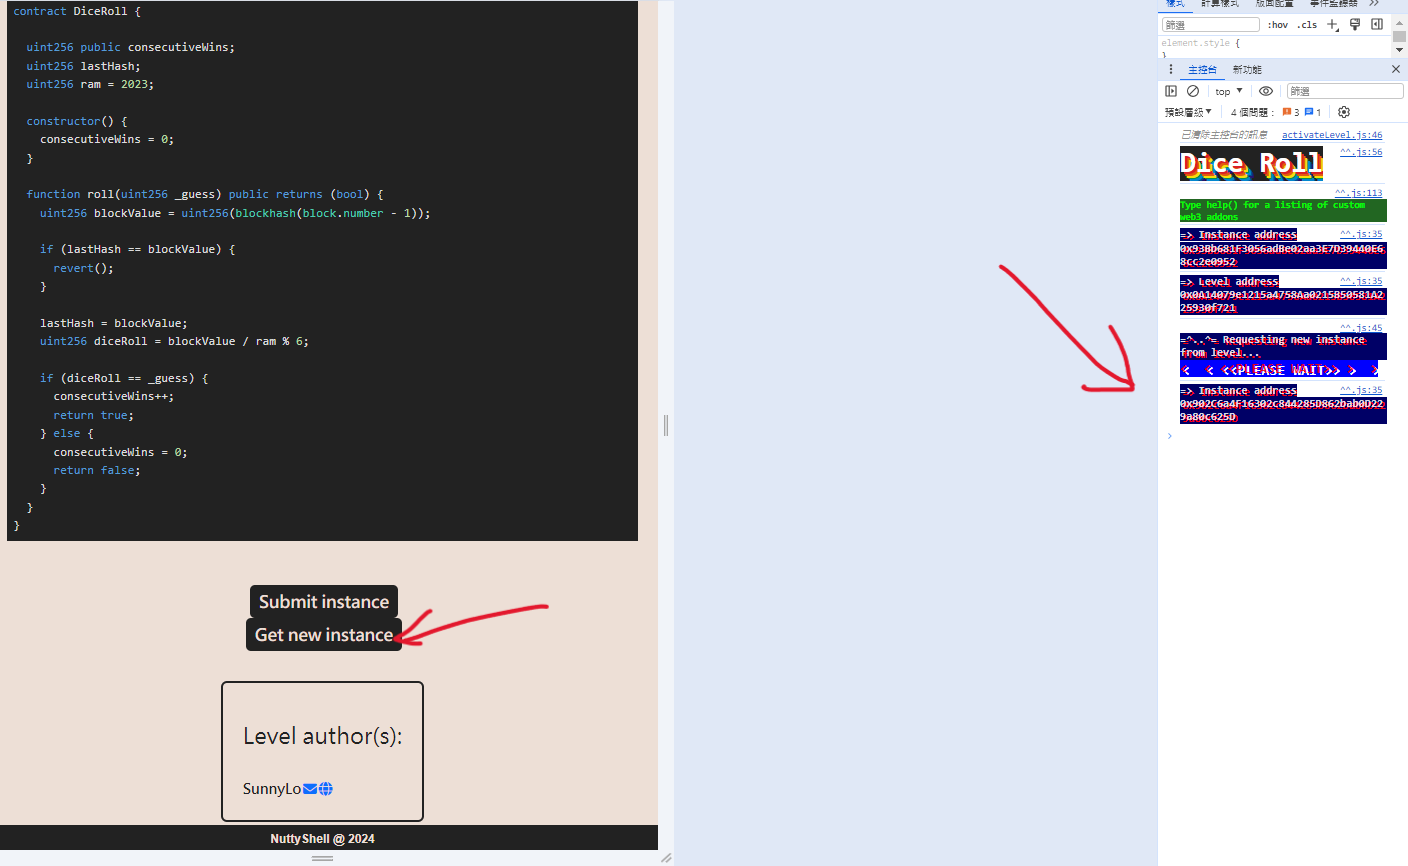 contract DiceRoll {
uint256 public consecutiveWins;
uint256 lastHash;
uint256 ram = 2023;
constructor() {
consecutiveWins = 0;
}
function roll(uint256 _guess) public returns (bool) {
uint256 blockValue = uint256(blockhash(block.number - 1));
if (lastHash == blockValue) {
revert();
}
lastHash = blockValue;
uint256 diceRoll = blockValue / ram % 6;
if (diceRoll == _guess) {
consecutiveWins++;
return true;
} else {
consecutiveWins = 0;
return false;
}
}
}
Submit instance
Get new instance
Level author(s):
SunnyLo
NuttyShell @ 2024
樣式 計算樣式 版面配置 事件監聽器
篩選 :hov .cls
element.style {
}
主控台 新功能
top 篩選
預設層級 4 個問題： 3 1
已清除主控台的訊息 activateLevel.js:46
Dice Roll ^^.js:56
^^.js:113
Type help() for a listing of custom
web3 addons
=> Instance address ^^.js:35
=> Level address ^^.js:35
0x0A14079e1215a4758Aa0215850581A2
25930f721
^^.js:45
=^..^= Requesting new instance
from level...
< < <<PLEASE WAIT>> > >
=> Instance address ^^.js:35
0x902C6a4F16302c844285D862bab0D22
9a80c625D